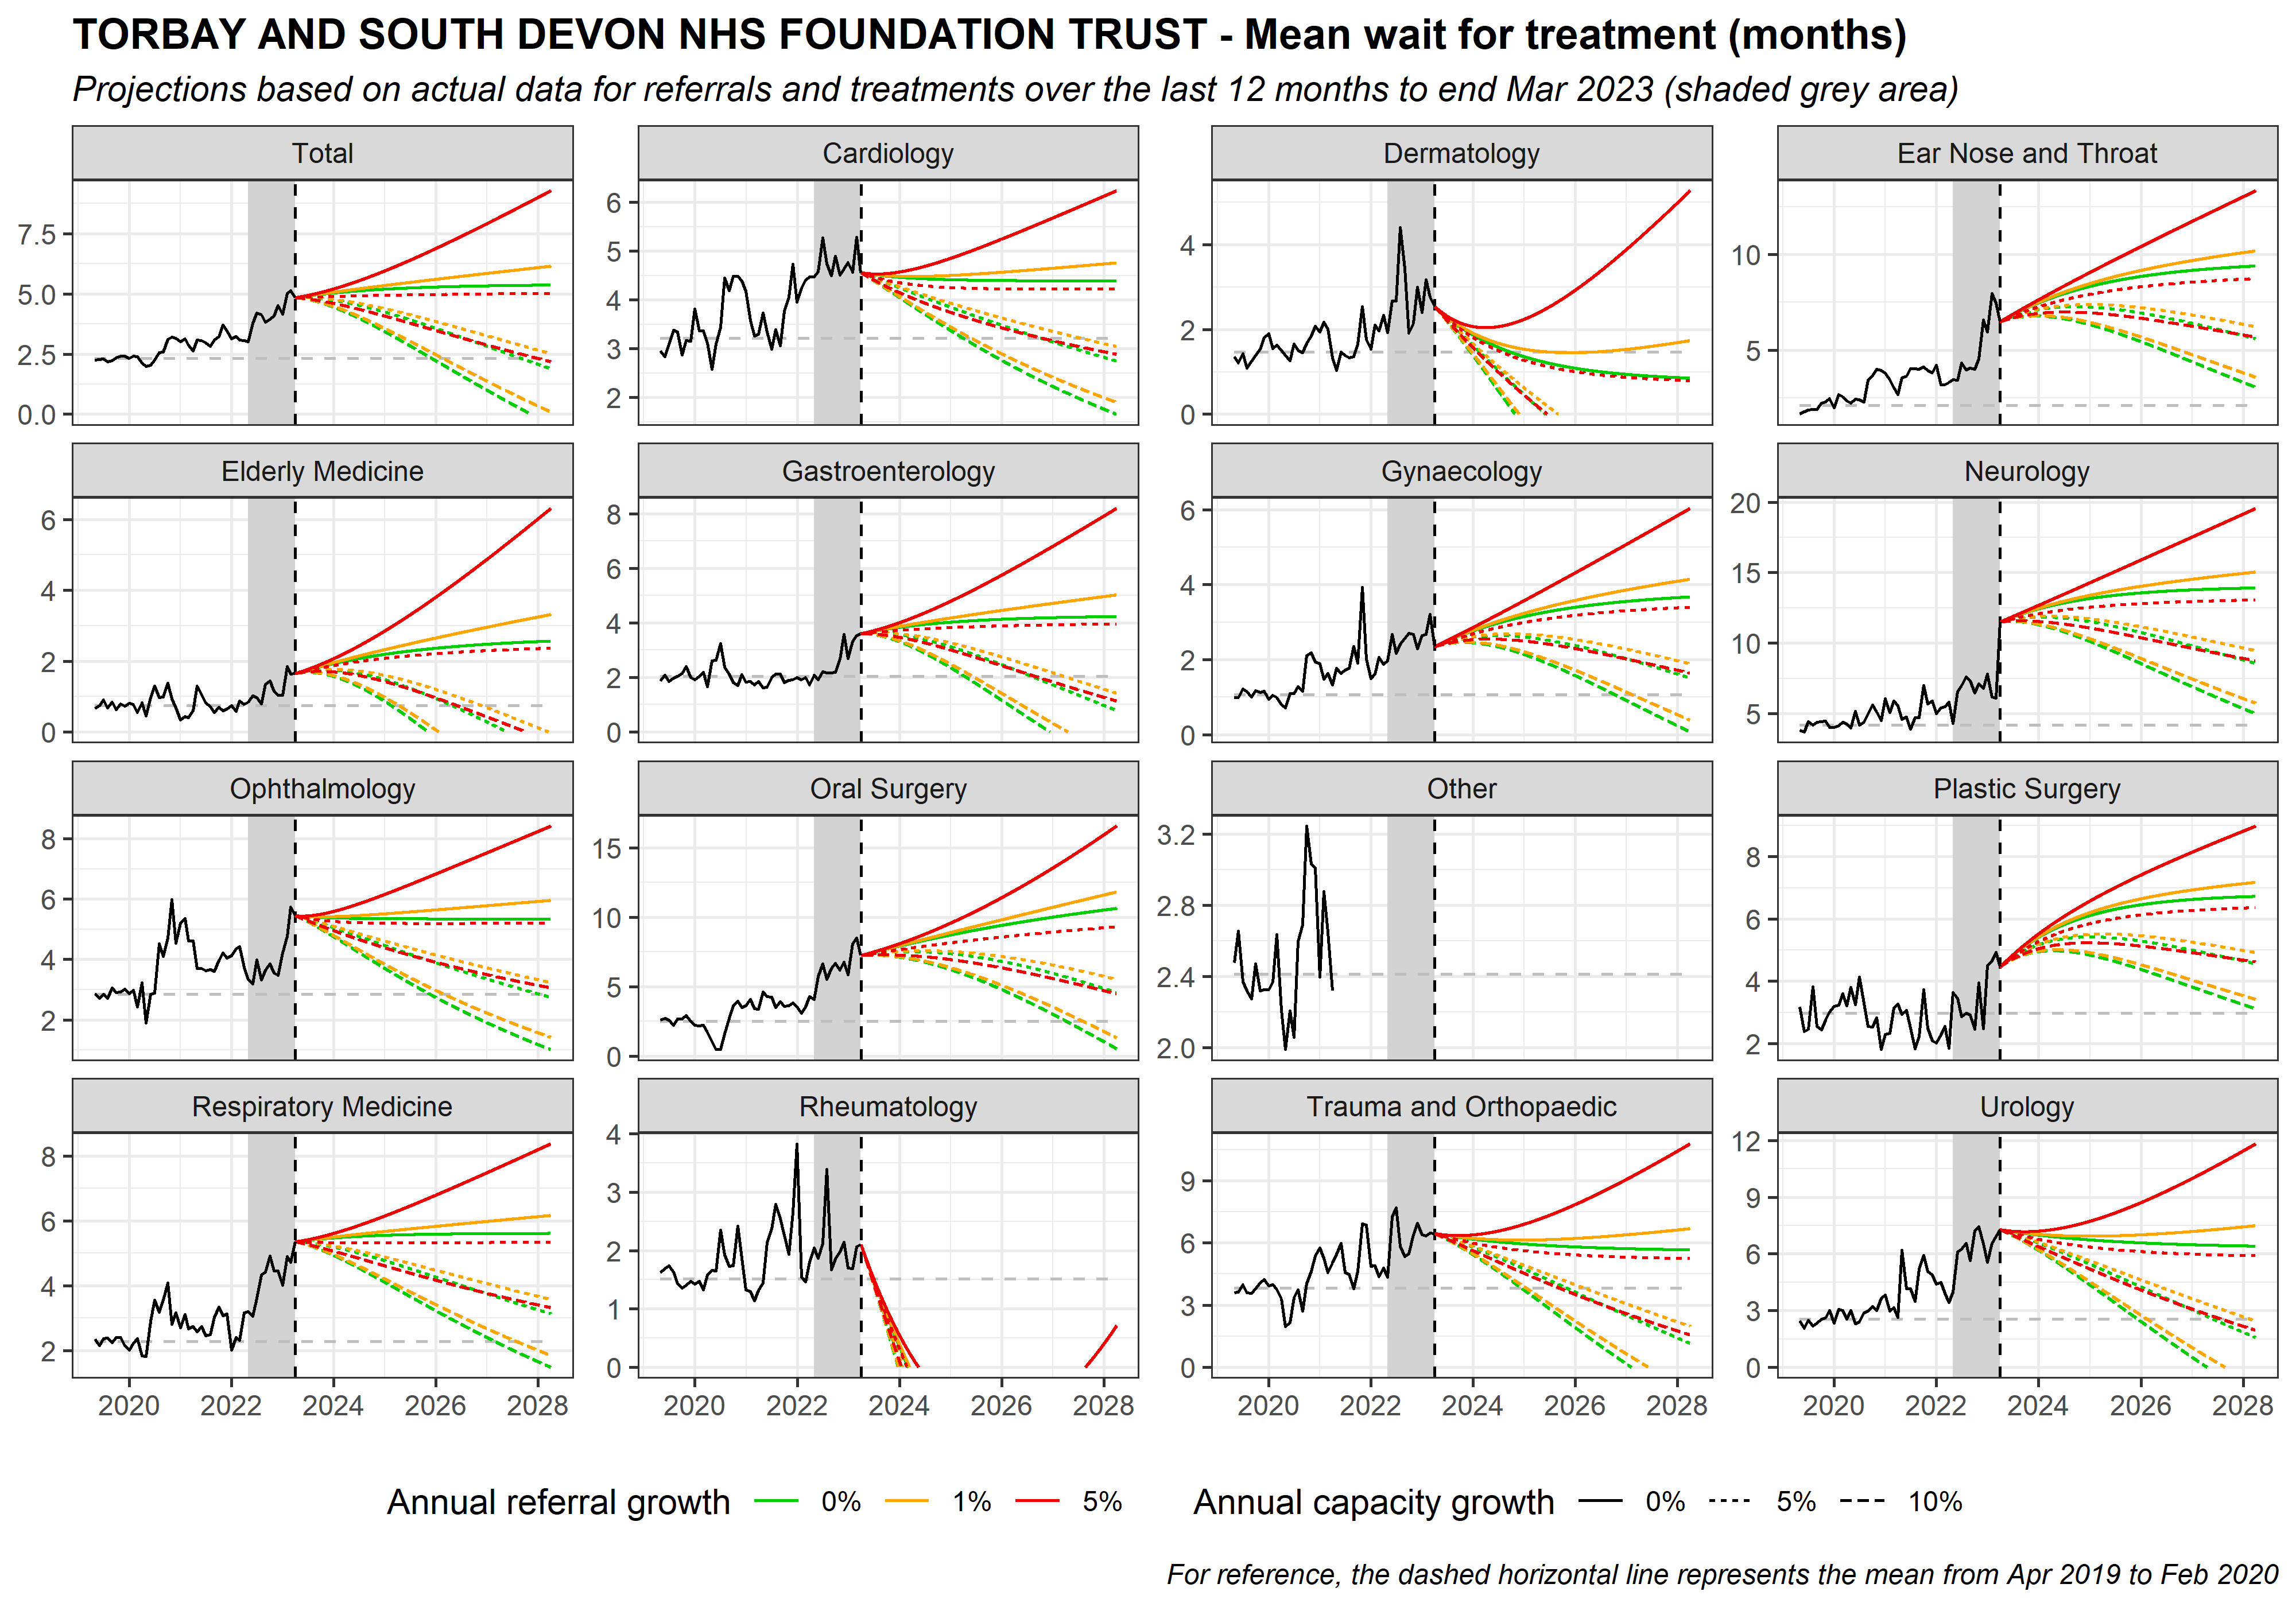 TORBAY AND SOUTH DEVON NHS FOUNDATION TRUST - Mean wait for treatment (months)
Projections based on actual data for referrals and treatments over the last 12 months to end Mar 2023 (shaded grey area)
Total
Cardiology
Dermatology
Ear Nose and Throat
7.5
5.0
2.5
0.0
6
5
4
3
2
4
2
0
10
5
Elderly Medicine
Gastroenterology
Gynaecology
Neurology
6
4
2
0
8
6
4
2
0
6
4
2
0
20
15
10
5
Ophthalmology
Oral Surgery
Other
Plastic Surgery
8
6
4
2
15
10
5
0
3.2
2.8
2.4
2.0
8
6
4
2
Respiratory Medicine
Rheumatology
Trauma and Orthopaedic
Urology
8
6
4
2
4
3
2
1
0
9
6
3
0
12
9
6
3
0
2020 2022 2024 2026 2028
2020 2022 2024 2026 2028
2020 2022 2024 2026 2028
2020 2022 2024 2026 2028
Annual referral growth 0% 1% 5%
Annual capacity growth 0% 5% 10%
For reference, the dashed horizontal line represents the mean from Apr 2019 to Feb 2020